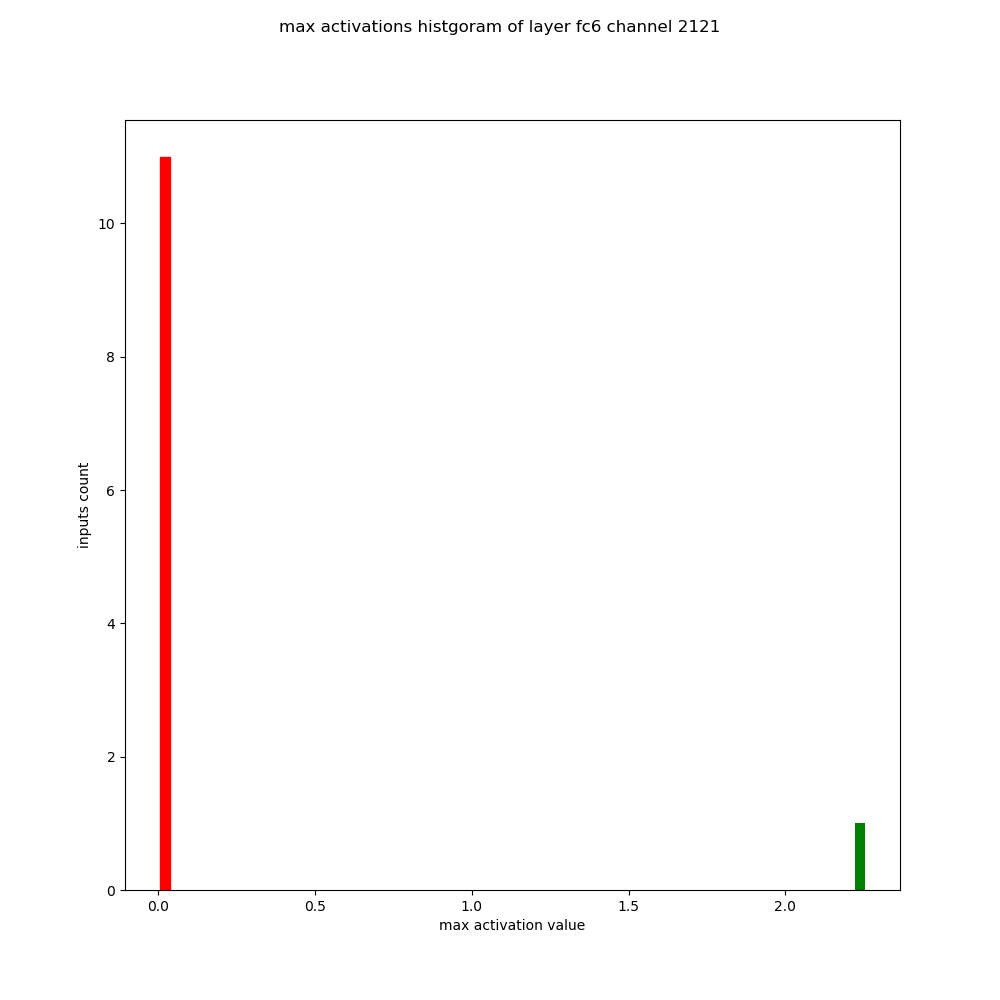 max activations histgoram of layer fc6 channel 2121
10
8
6
4
2
0
inputs count
0.0 0.5 1.0 1.5 2.0
max activation value